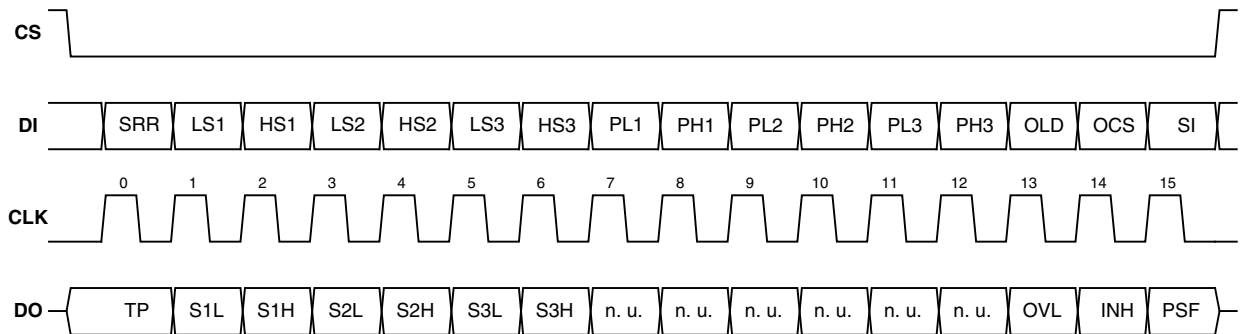 CS
DI SRR LS1 HS1 LS2 HS2 LS3 HS3 PL1 PH1 PL2 PH2 PL3 PH3 OLD OCS SI
0 1 2 3 4 5 6 7 8 9 10 11 12 13 14 15
CLK
DO TP S1L S1H S2L S2H S3L S3H n. u. n. u. n. u. n. u. n. u. n. u. OVL INH PSF